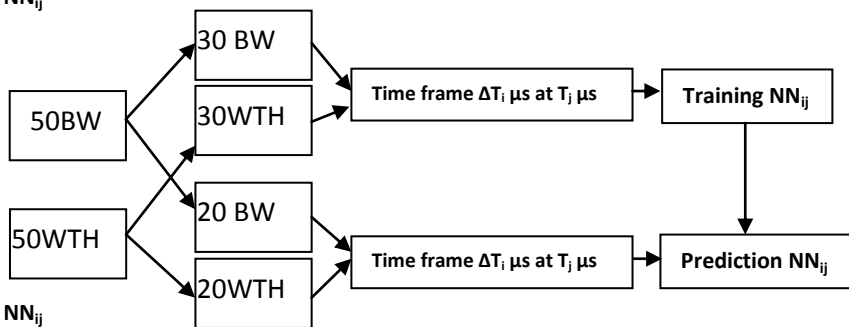 NNij
30 BW
50BW
30WTH
Time frame ΔTi µs at Tj µs
Training NNij
50WTH
20 BW
20WTH
Time frame ΔTi µs at Tj µs
Prediction NNij
NNij